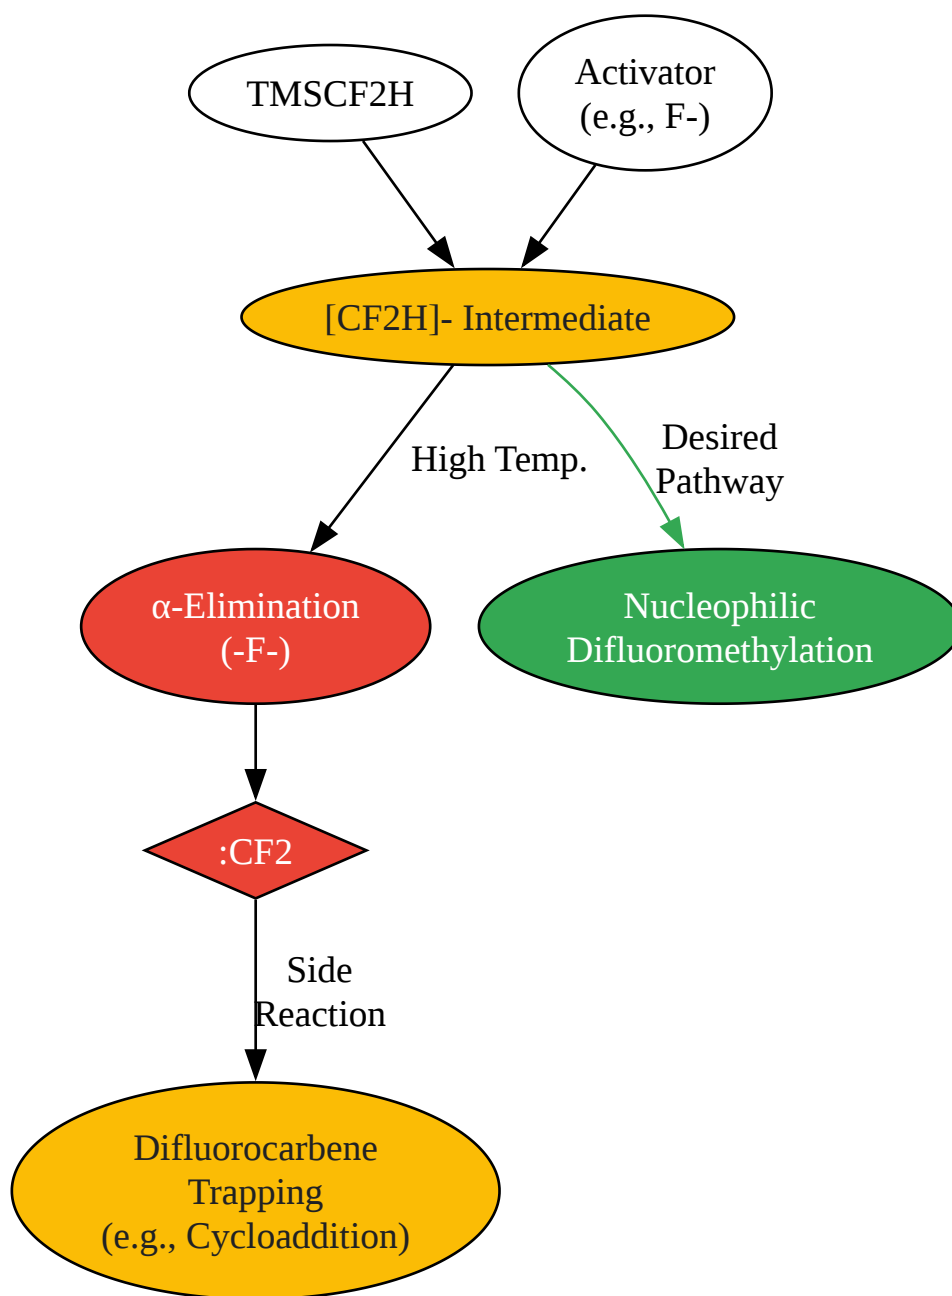 TMSCF2H
Activator
(e.g., F-)
[CF2H]- Intermediate
High Temp.
Desired
Pathway
α-Elimination
(-F-)
Nucleophilic
Difluoromethylation
:CF2
Side
Reaction
Difluorocarbene
Trapping
(e.g., Cycloaddition)